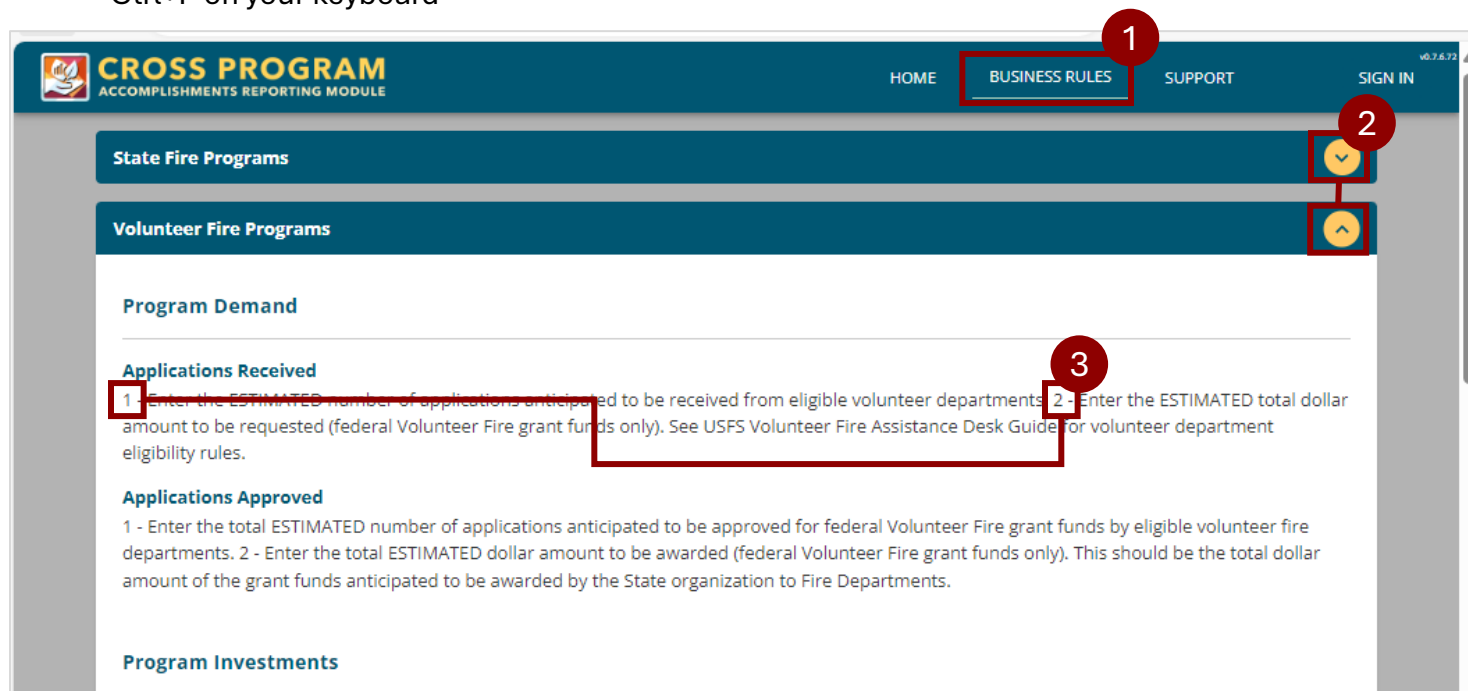 Ctrl+F on your keyboard
1
v0.7.6.72
CROSS PROGRAM
ACCOMPLISHMENTS REPORTING MODULE
HOME BUSINESS RULES SUPPORT SIGN IN
2
State Fire Programs
Volunteer Fire Programs
Program Demand
3
Applications Received
1 - Enter the ESTIMATED number of applications anticipated to be received from eligible volunteer departments. 2 - Enter the ESTIMATED total dollar
amount to be requested (federal Volunteer Fire grant funds only). See USFS Volunteer Fire Assistance Desk Guide for volunteer department
eligibility rules.
Applications Approved
1 - Enter the total ESTIMATED number of applications anticipated to be approved for federal Volunteer Fire grant funds by eligible volunteer fire
departments. 2 - Enter the total ESTIMATED dollar amount to be awarded (federal Volunteer Fire grant funds only). This should be the total dollar
amount of the grant funds anticipated to be awarded by the State organization to Fire Departments.
Program Investments